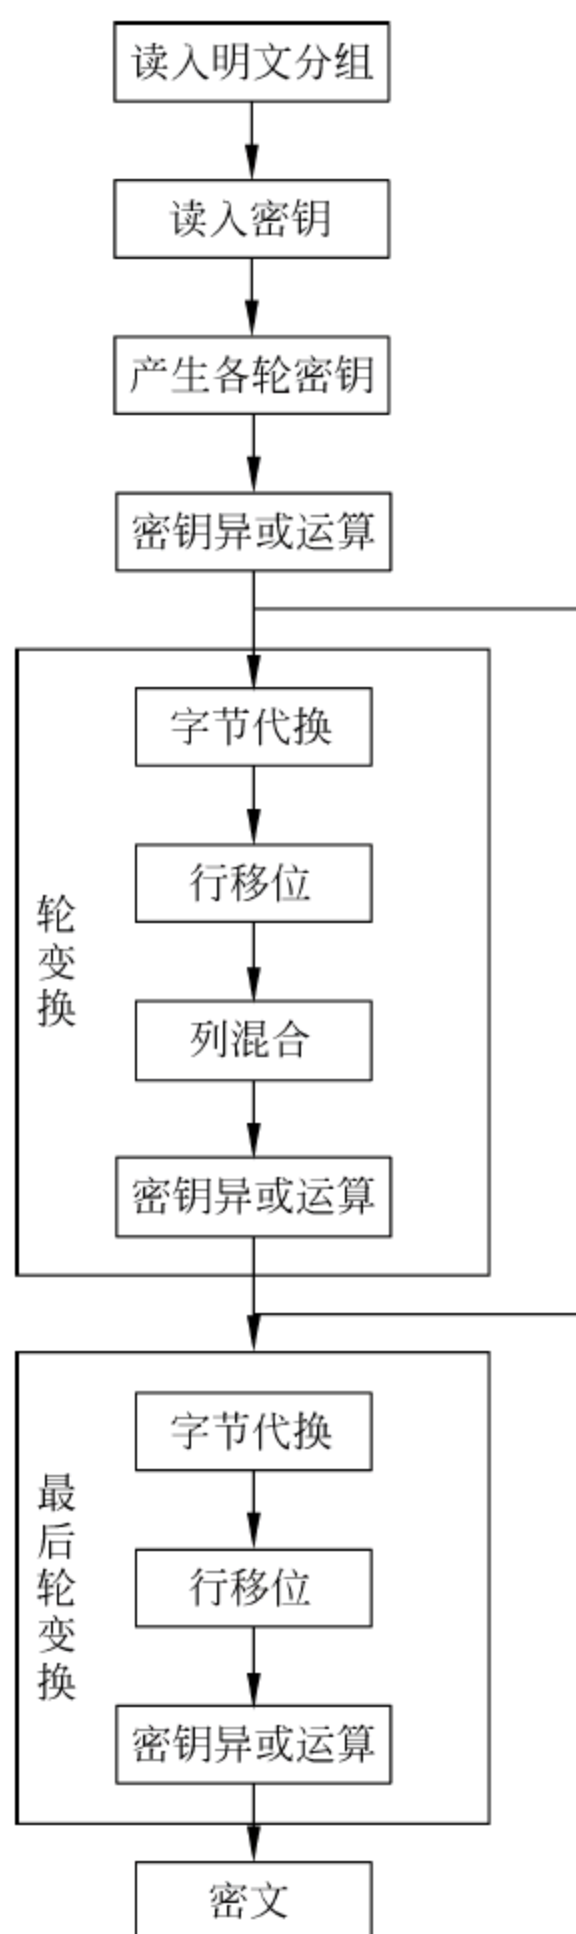 读入明文分组
读入密钥
产生各轮密钥
密钥异或运算
轮变换
字节代换
行移位
列混合
密钥异或运算
最后轮变换
字节代换
行移位
密钥异或运算
密文